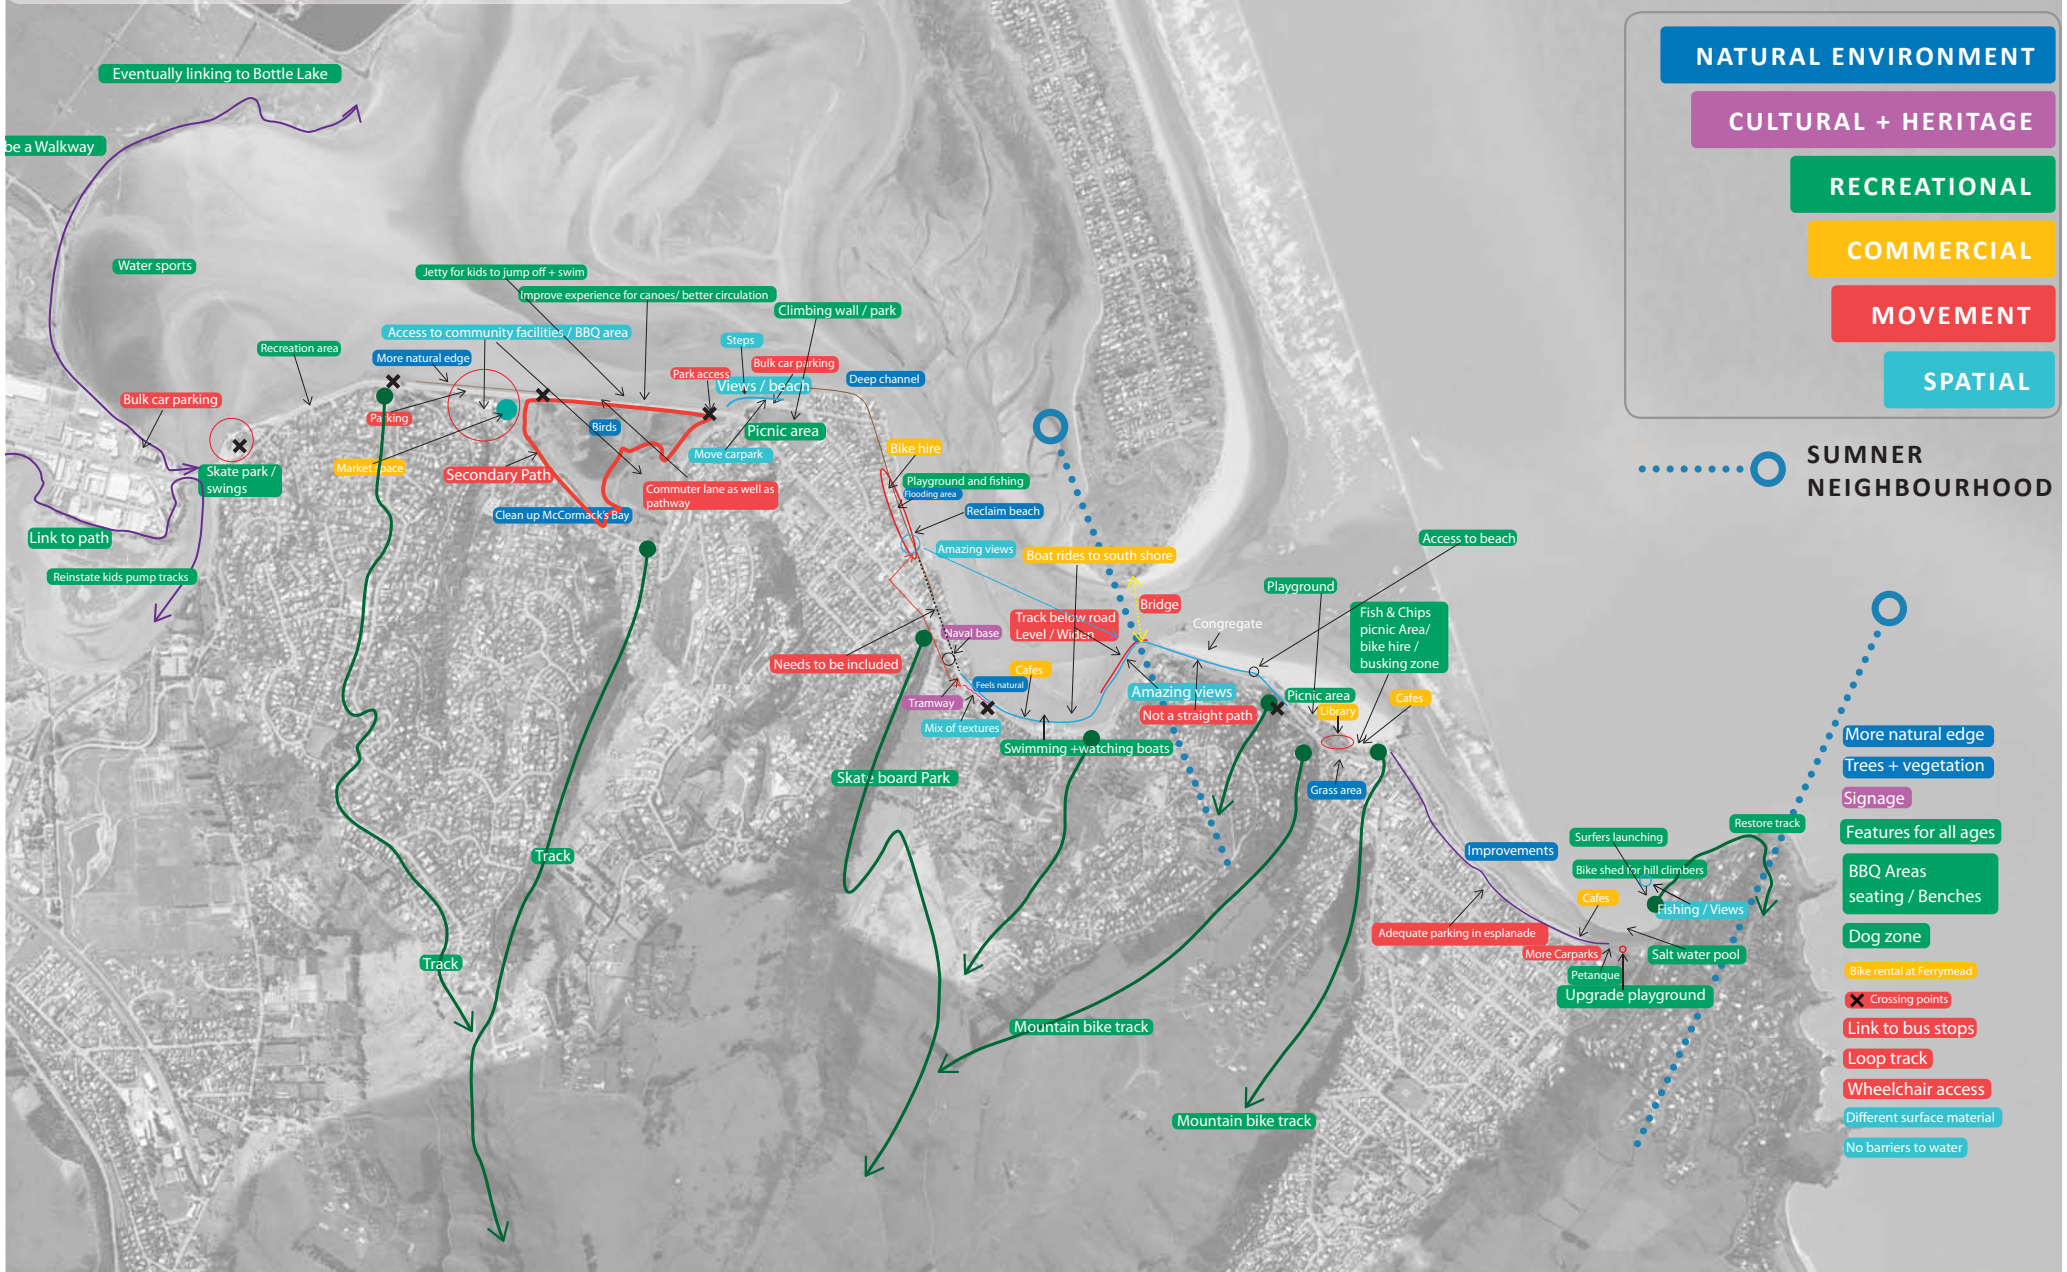 Eventually linking to Bottle Lake
be a Walkway
Water sports
Jetty for kids to jump off + swim
Improve experience for canoes/ better circulation
Climbing wall / park
Access to community facilities / BBQ area
Steps
Recreation area
More natural edge
Bulk car parking
Park access
Views / beach
Deep channel
Bulk car parking
Parking
Birds
Picnic area
Bike hire
Move carpark
Market space
Secondary Path
Skate park /
swings
Commuter lane as well as
pathway
Playground and fishing
Flooding area
Reclaim beach
Clean up McCormack's Bay
Link to path
Amazing views
Boat rides to south shore
Access to beach
Reinstate kids pump tracks
Playground
Bridge
Track below road
Level / Widen
Congregate
Fish & Chips
picnic Area/
bike hire /
busking zone
Naval base
Needs to be included
Cafes
Feels natural
Amazing views
Picnic area
Cafes
Tramway
Not a straight path
Library
Mix of textures
Swimming +watching boats
Skate board Park
Grass area
Restore track
Surfers launching
Improvements
Track
Bike shed for hill climbers
Cafes
Fishing / Views
Adequate parking in esplanade
More Carparks
Salt water pool
Track
Petanque
Upgrade playground
Mountain bike track
Mountain bike track
NATURAL ENVIRONMENT
CULTURAL + HERITAGE
RECREATIONAL
COMMERCIAL
MOVEMENT
SPATIAL
SUMNER
NEIGHBOURHOOD
More natural edge
Trees + vegetation
Signage
Features for all ages
BBQ Areas
seating / Benches
Dog zone
Bike rental at Ferrymead
Crossing points
Link to bus stops
Loop track
Wheelchair access
Different surface material
No barriers to water